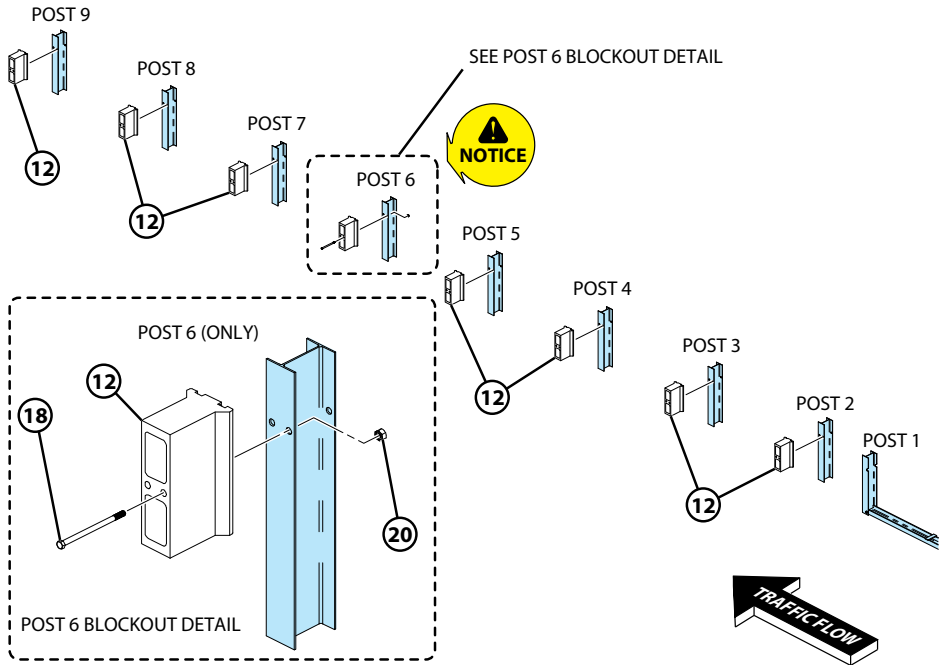 POST 9
SEE POST 6 BLOCKOUT DETAIL
POST 8
POST 7
NOTICE
12
POST 6
12
POST 5
POST 4
POST 6 (ONLY)
POST 3
12
12
POST 2
18
POST 1
12
20
POST 6 BLOCKOUT DETAIL
TRAFFIC FLOW